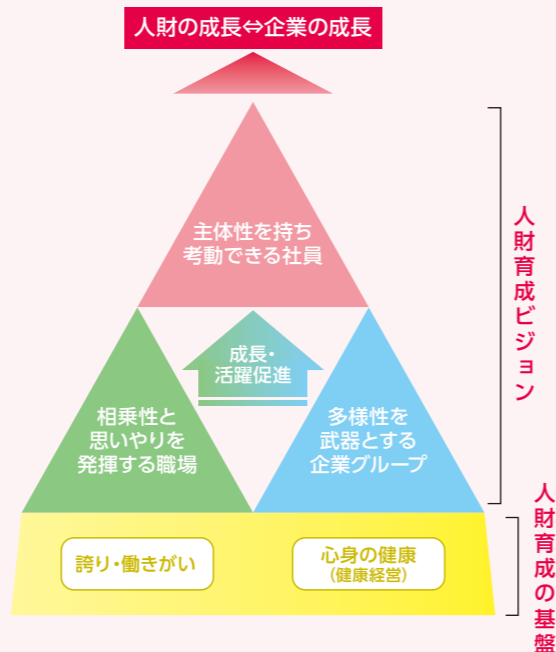 人財の成長⇔企業の成長
主体性を持ち
考動できる社員
成長・
活躍促進
相乗性と
思いやりを
発揮する職場
多様性を
武器とする
企業グループ
人財育成ビジョン
誇り・働きがい
心身の健康
（健康経営）
人財育成の基盤